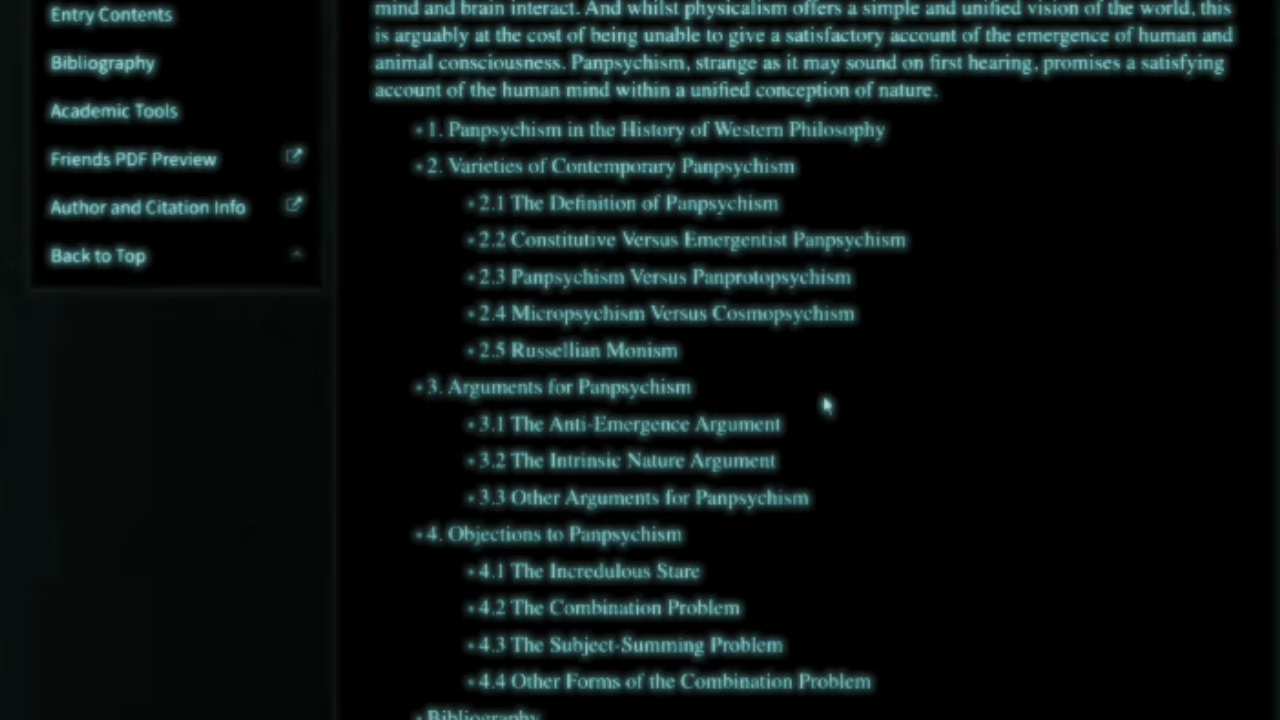 Entry Contents
Bibliography
Academic Tools
Friends PDF Preview
Author and Citation Info
Back to Top
mind and brain interact. And whilst physicalism offers a simple and unified vision of the world, this
is arguably at the cost of being unable to give a satisfactory account of the emergence of human and
animal consciousness. Panpsychism, strange as it may sound on first hearing, promises a satisfying
account of the human mind within a unified conception of nature.
• 1. Panpsychism in the History of Western Philosophy
• 2. Varieties of Contemporary Panpsychism
• 2.1 The Definition of Panpsychism
• 2.2 Constitutive Versus Emergentist Panpsychism
• 2.3 Panpsychism Versus Panprotopsychism
• 2.4 Micropsychism Versus Cosmopsychism
• 2.5 Russellian Monism
• 3. Arguments for Panpsychism
• 3.1 The Anti-Emergence Argument
• 3.2 The Intrinsic Nature Argument
• 3.3 Other Arguments for Panpsychism
• 4. Objections to Panpsychism
• 4.1 The Incredulous Stare
• 4.2 The Combination Problem
• 4.3 The Subject-Summing Problem
• 4.4 Other Forms of the Combination Problem
• Bibliography